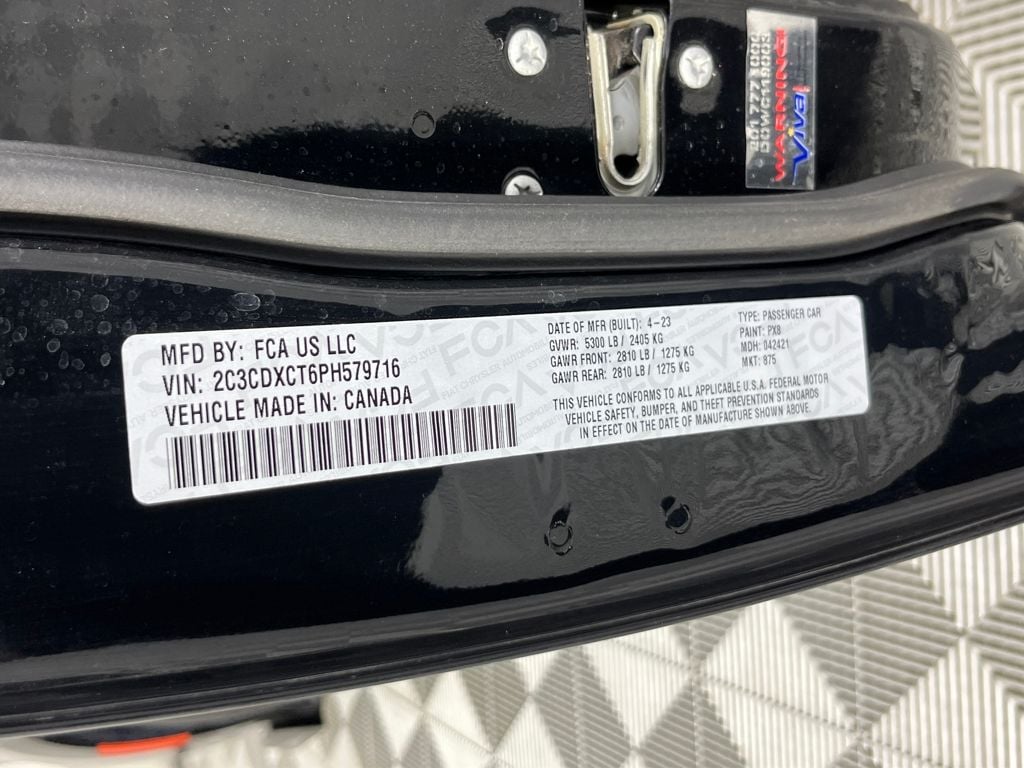 Viva!
WARNING!
MFD BY: FCA US LLC
VIN: 2C3CDXCT6PH579716
VEHICLE MADE IN: CANADA
DATE OF MFR (BUILT): 4-23
GVWR: 5300 LB / 2405 KG
GAWR FRONT: 2810 LB / 1275 KG
GAWR REAR: 2810 LB / 1275 KG
TYPE: PASSENGER CAR
PAINT: PX8
MDH: 042421
MKT: 875
THIS VEHICLE CONFORMS TO ALL APPLICABLE U.S.A. FEDERAL MOTOR
VEHICLE SAFETY, BUMPER, AND THEFT PREVENTION STANDARDS
IN EFFECT ON THE DATE OF MANUFACTURE SHOWN ABOVE.